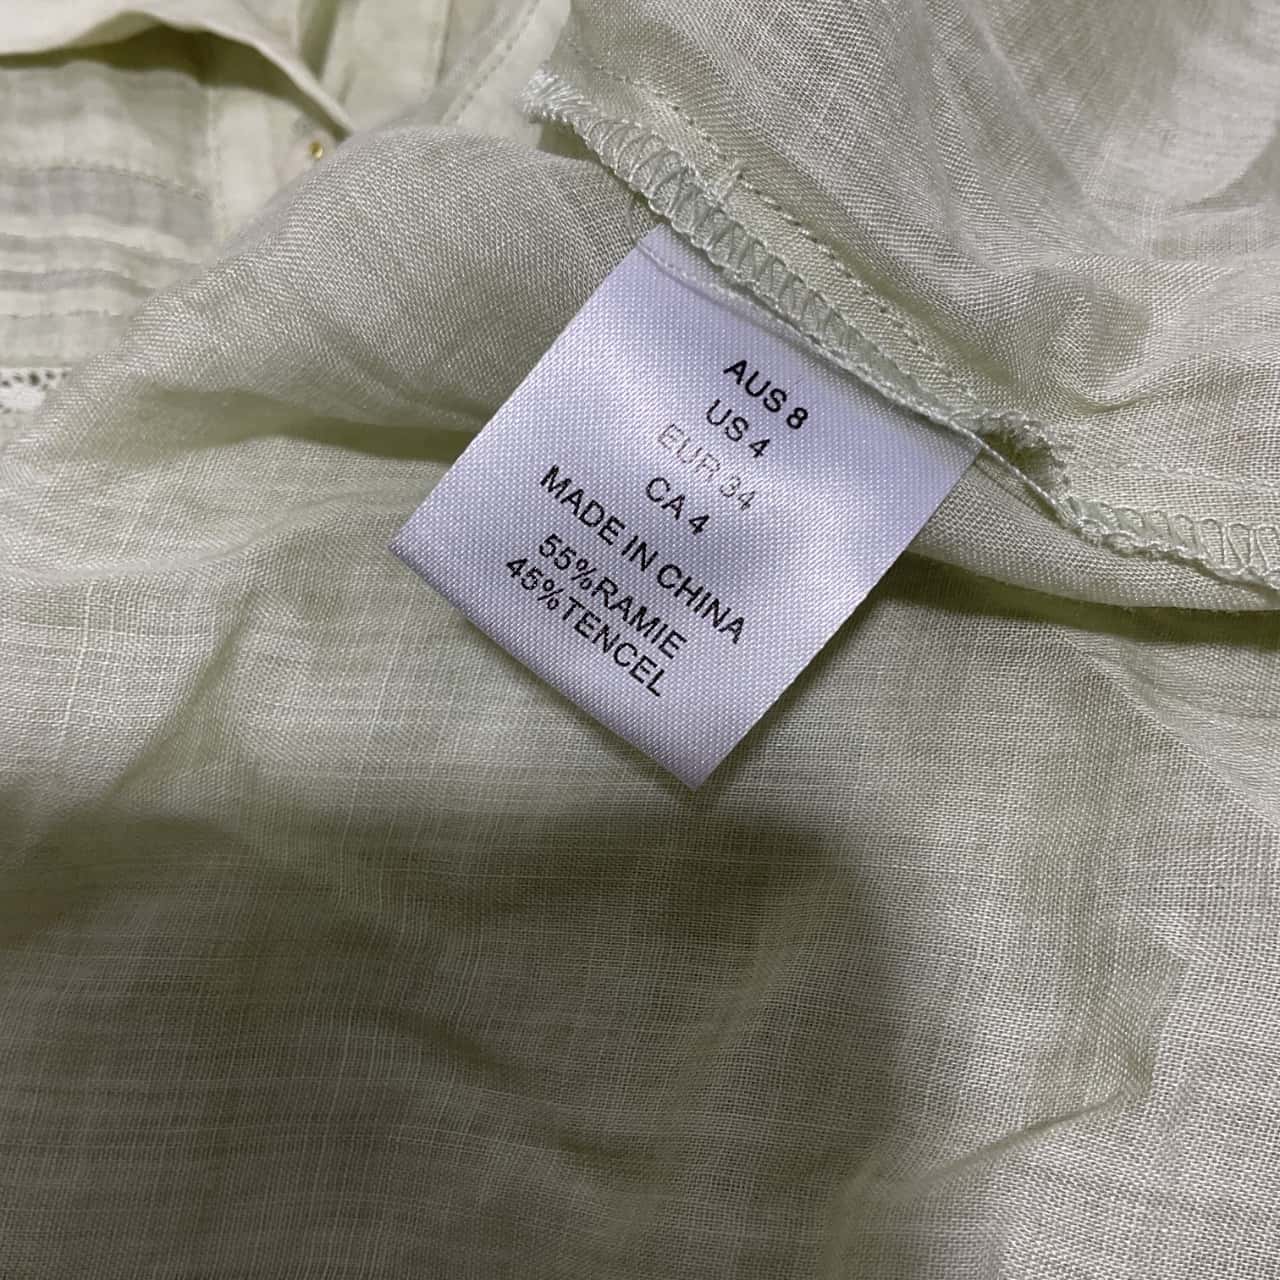 AUS 8
US 4
EUR 34
CA 4
MADE IN CHINA
55%RAMIE
45%TENCEL